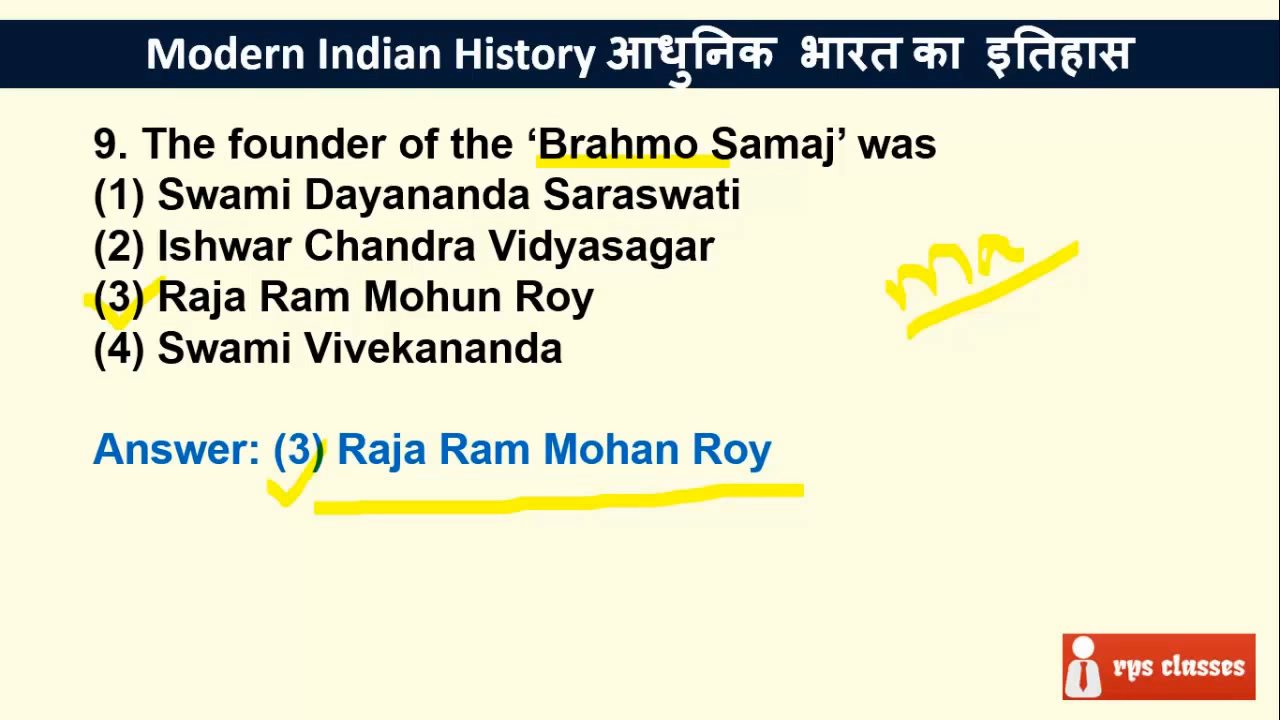 Modern Indian History आधुनिक भारत का इतिहास
9. The founder of the ‘Brahmo Samaj’ was
(1) Swami Dayananda Saraswati
(2) Ishwar Chandra Vidyasagar
(3) Raja Ram Mohun Roy
(4) Swami Vivekananda
Answer: (3) Raja Ram Mohan Roy
rps classes